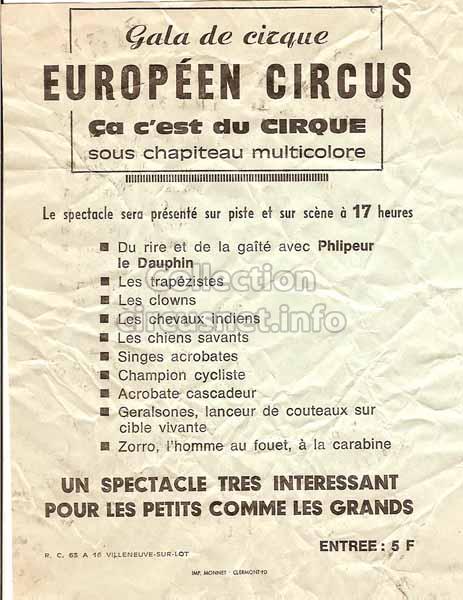 Gala de cirque
EUROPÉEN CIRCUS
Ça c'est du CIRQUE
sous chapiteau multicolore
Le spectacle sera présenté sur piste et sur scène à 17 heures
■ Du rire et de la gaîté avec Phlipeur
le Dauphin
■ Les trapézistes
■ Les clowns
■ Les chevaux indiens
■ Les chiens savants
■ Singes acrobates
■ Champion cycliste
■ Acrobate cascadeur
■ Geralsones, lanceur de couteaux sur
cible vivante
■ Zorro, l'homme au fouet, à la carabine
Collection
circusnet.info
UN SPECTACLE TRES INTERESSANT
POUR LES PETITS COMME LES GRANDS
ENTREE : 5 F
R. C. 63 A 16 VILLENEUVE-SUR-LOT
IMP. MONNET - CLERMONT-FD